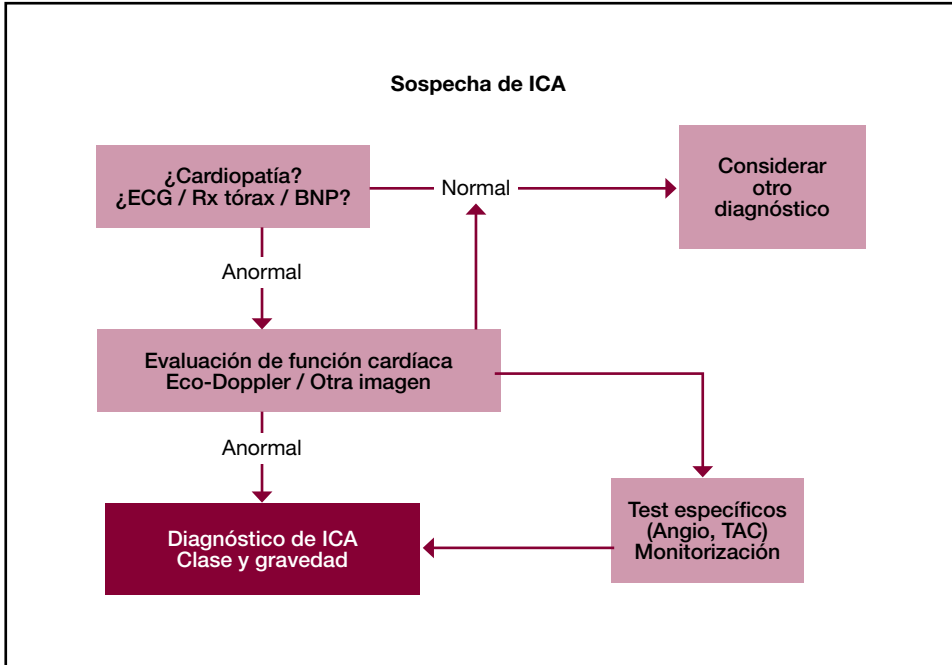 Sospecha de ICA
¿Cardiopatía?
¿ECG / Rx tórax / BNP?
Normal
Considerar
otro
diagnóstico
Anormal
Evaluación de función cardíaca
Eco-Doppler / Otra imagen
Anormal
Test específicos
(Angio, TAC)
Monitorización
Diagnóstico de ICA
Clase y gravedad